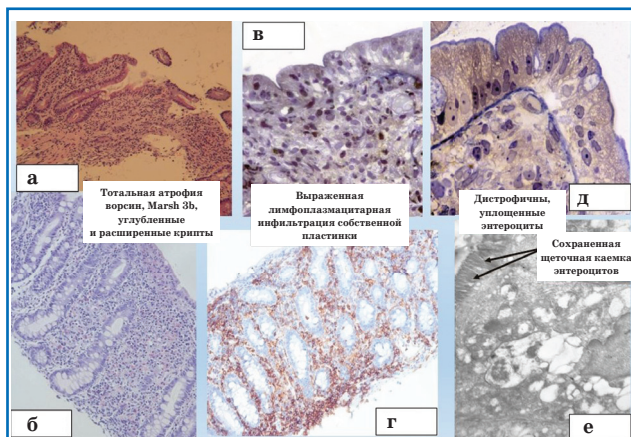 а
в
д
Тотальная атрофия
ворсин, Marsh 3b,
углубленные
и расширенные крипты
Выраженная
лимфоплазмацитарная
инфильтрация собственной
пластинки
Дистрофичны,
уплощенные
энтероциты
Сохраненная
щеточная каемка
энтероцитов
б
г
е